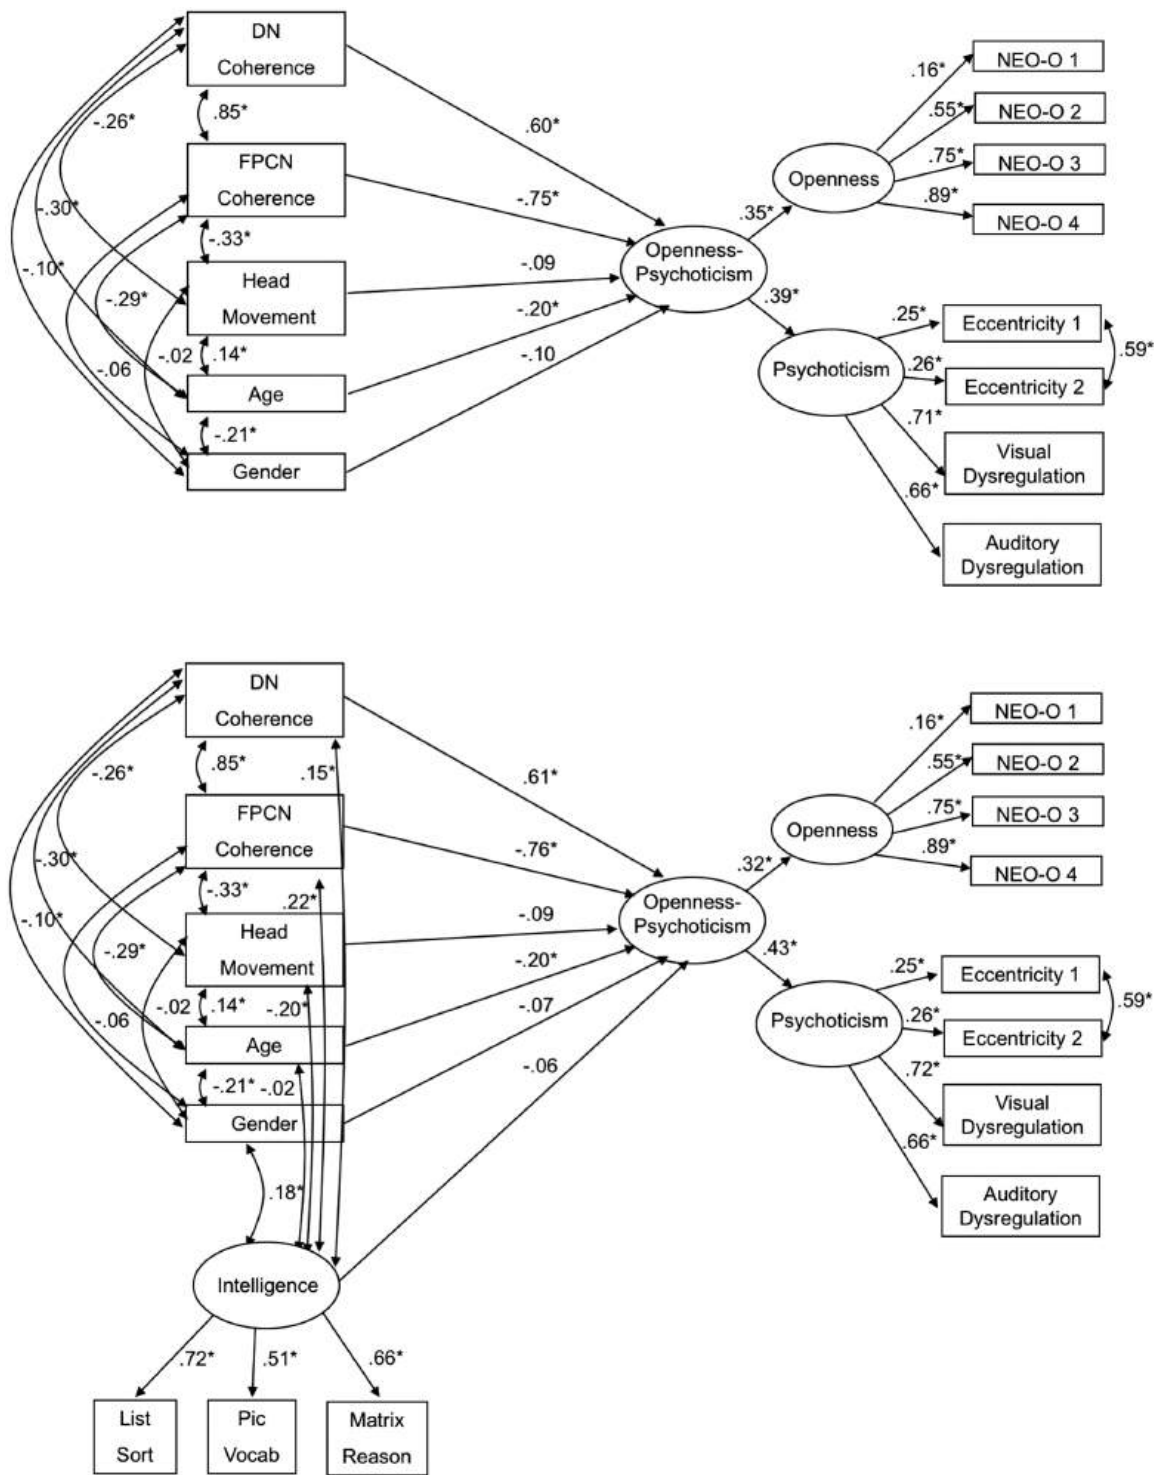 DN
Coherence
NEO-O 1
.16*
-.26*
.85*
.60*
.55*
NEO-O 2
FPCN
Coherence
.75*
NEO-O 3
Openness
-.75*
.89*
NEO-O 4
-.30*
.35*
-.33*
Openness-
Psychoticism
-.10*
Head
Movement
-.09
-.29*
.39*
.25*
Eccentricity 1
-.20*
-.02
.14*
.59*
-.06
-.10
Psychoticism
.26*
Eccentricity 2
Age
.71*
-.21*
Visual
Dysregulation
Gender
.66*
Auditory
Dysregulation
DN
Coherence
NEO-O 1
.16*
-.26*
.85*
.15*
.61*
.55*
NEO-O 2
FPCN
Coherence
.75*
NEO-O 3
Openness
-.76*
.89*
NEO-O 4
-.30*
.32*
-.33*
.22*
Openness-
Psychoticism
-.10*
Head
Movement
-.09
-.29*
.43*
.25*
Eccentricity 1
-.20*
-.02
.14*
-.20*
-.07
.59*
-.06
Psychoticism
.26*
Eccentricity 2
Age
-.06
.72*
-.21*
-.02
Visual
Dysregulation
Gender
.66*
.18*
Auditory
Dysregulation
Intelligence
.72*
.51*
.66*
List
Sort
Pic
Vocab
Matrix
Reason